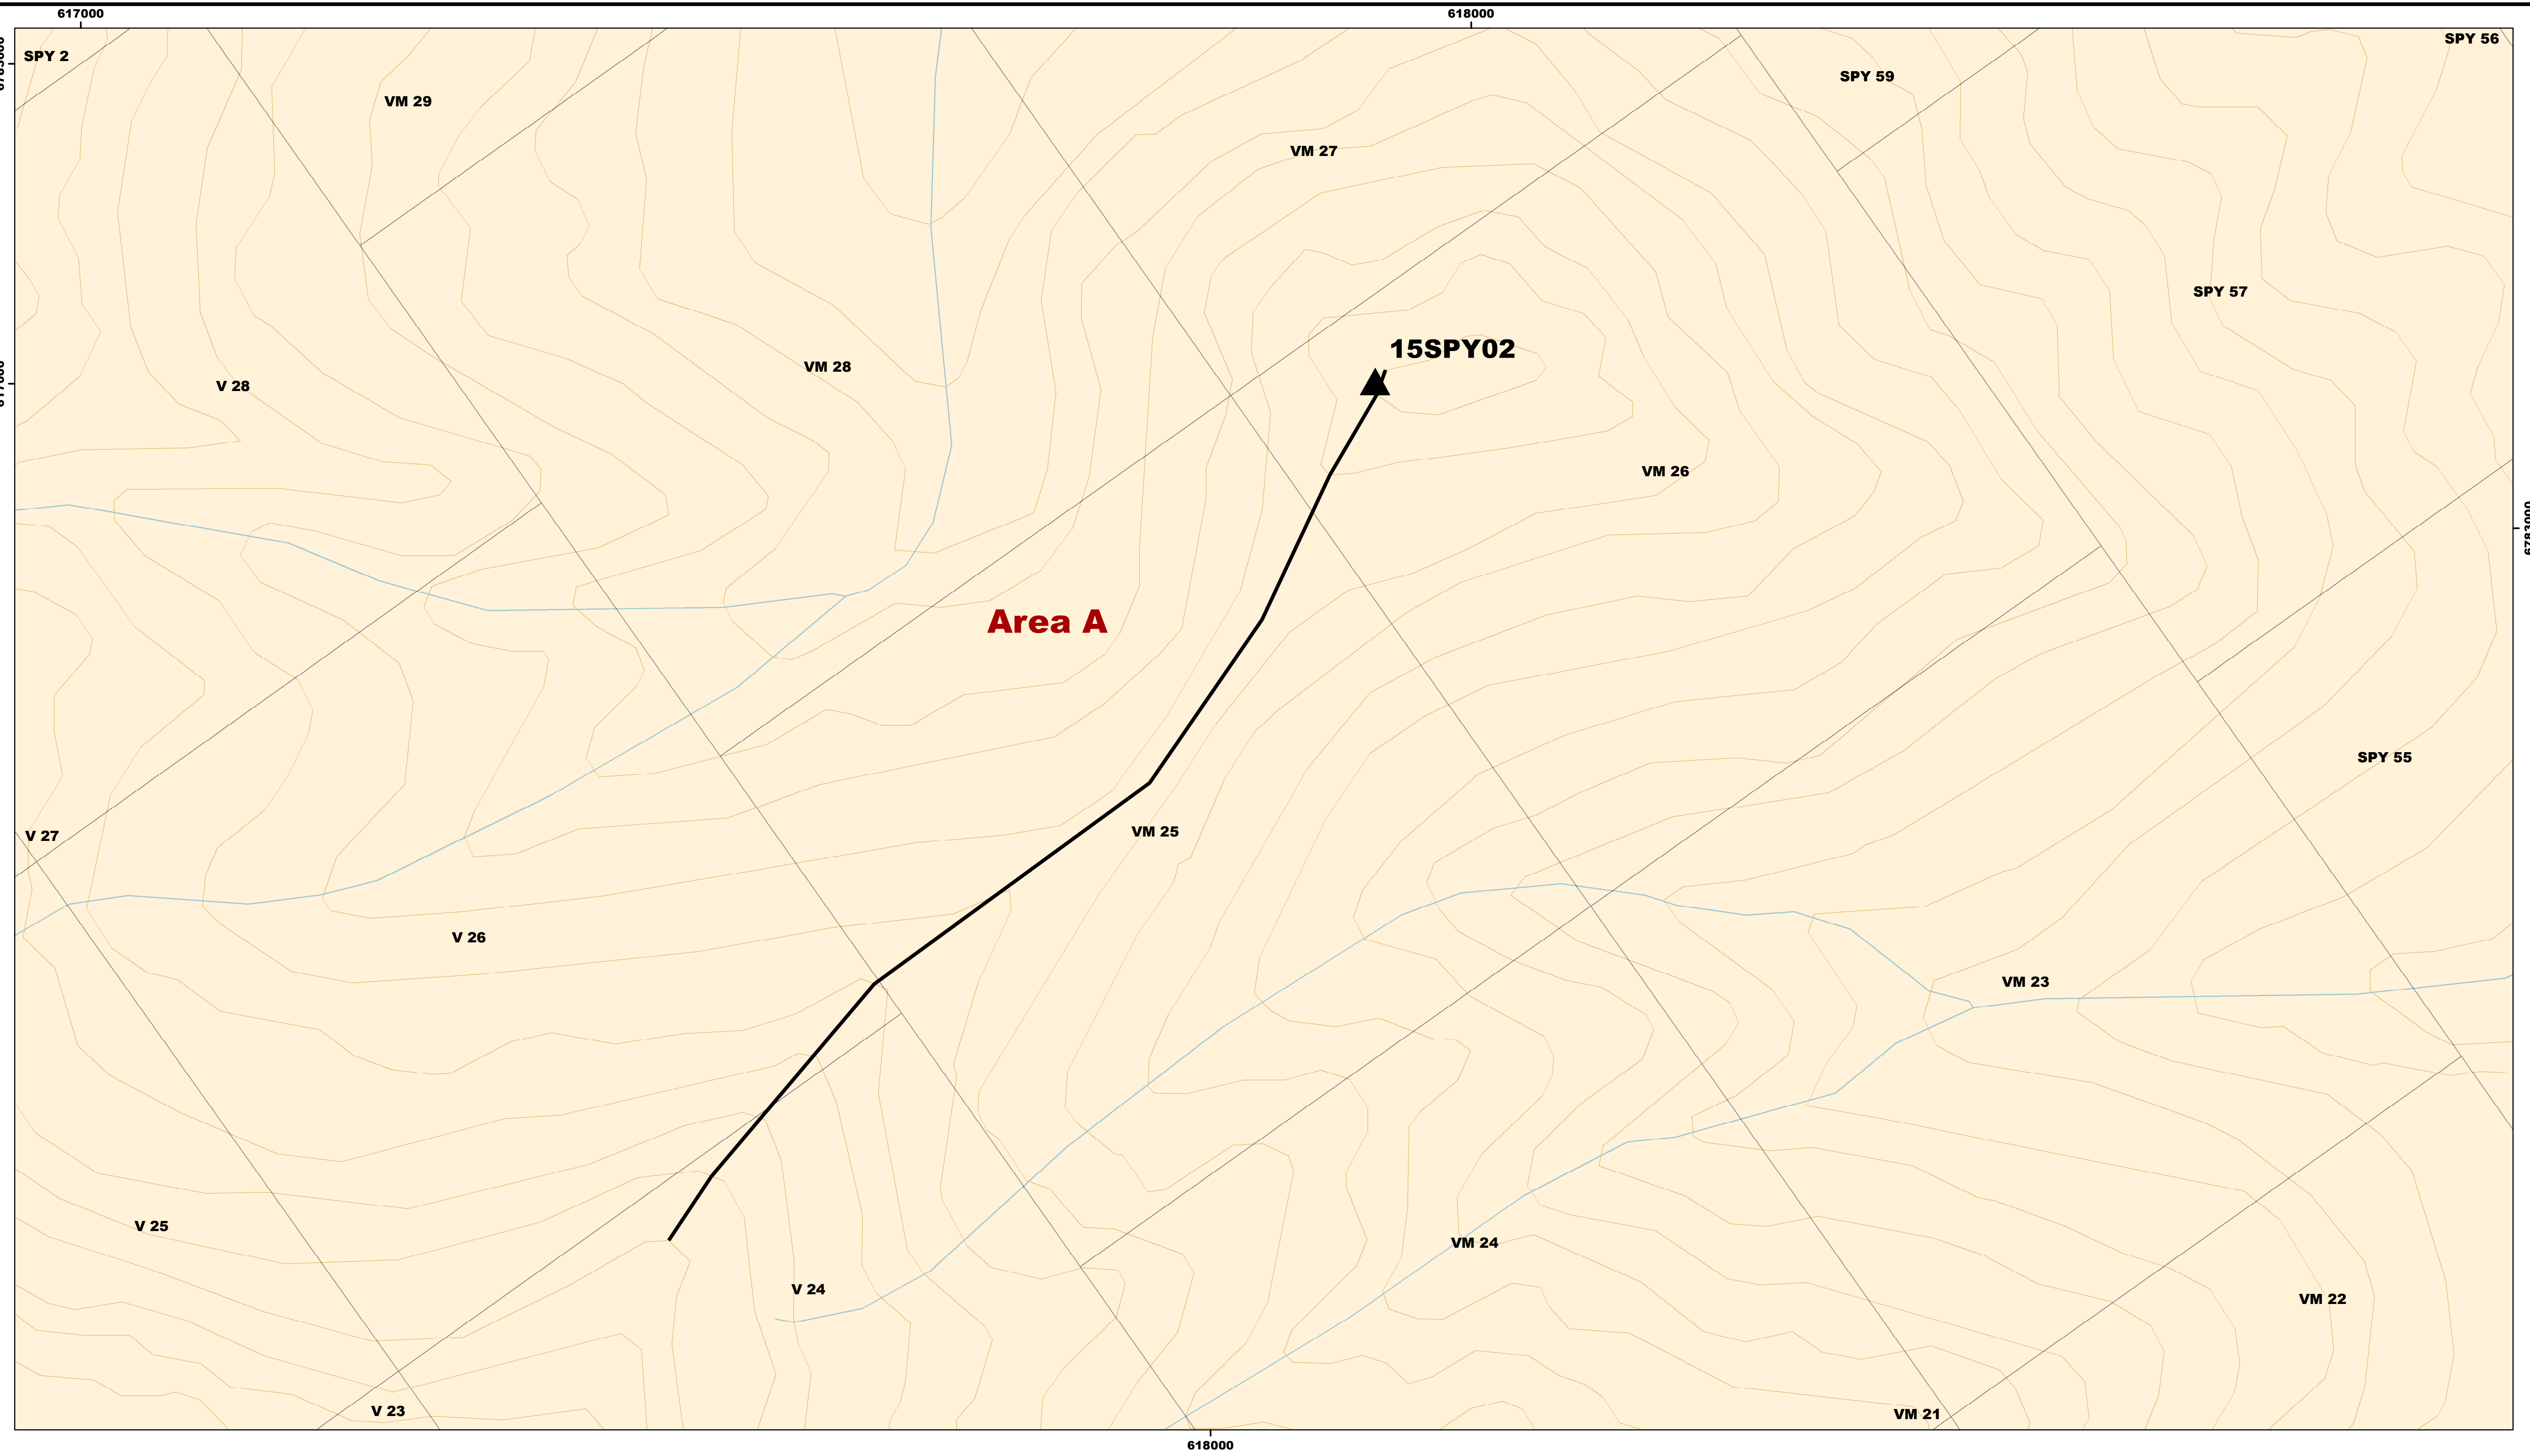 617000
618000
SPY 2
SPY 56
SPY 59
VM 29
VM 27
SPY 57
15SPY02
VM 28
V 28
VM 26
Area A
6783000
SPY 55
VM 25
V 27
V 26
VM 23
V 25
VM 24
V 24
VM 22
V 23
VM 21
618000